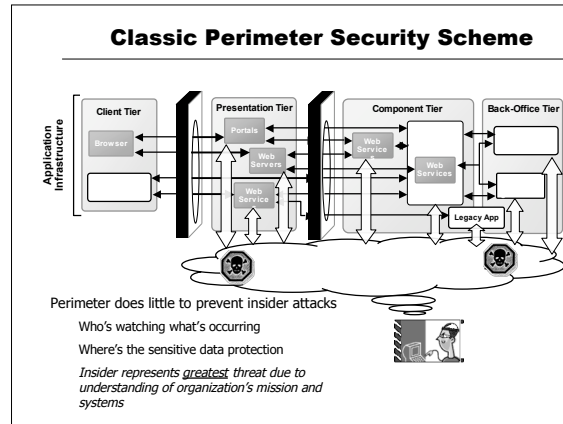 Classic Perimeter Security Scheme
Application
Infrastructure
Client Tier
Browser
Presentation Tier
Portals
Web
Servers
Web
Service
Component Tier
Web
Service
s
Web
Services
Legacy App
Back-Office Tier
Perimeter does little to prevent insider attacks
Who's watching what's occurring
Where's the sensitive data protection
Insider represents greatest threat due to
understanding of organization's mission and
systems